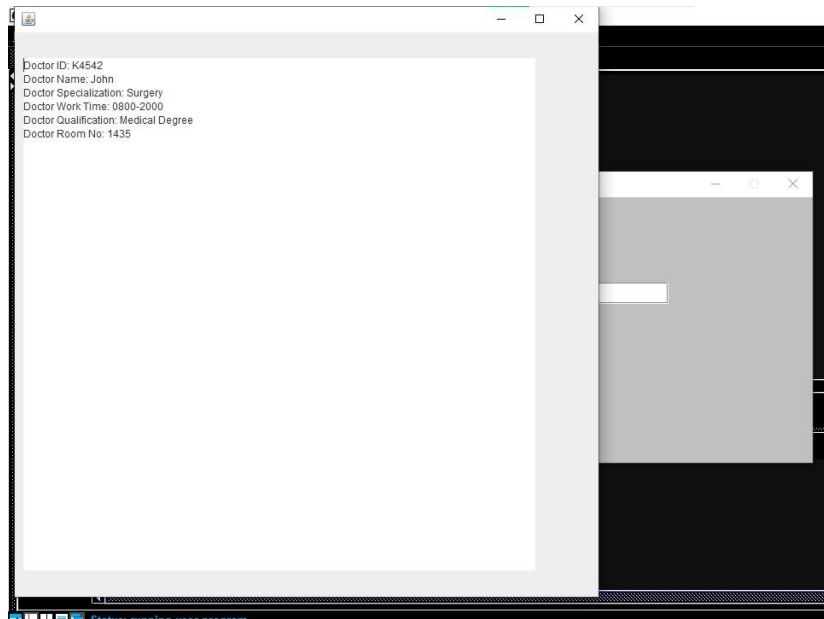 Doctor ID: K4542
Doctor Name: John
Doctor Specialization: Surgery
Doctor Work Time: 0800-2000
Doctor Qualification: Medical Degree
Doctor Room No: 1435
Status: running user program